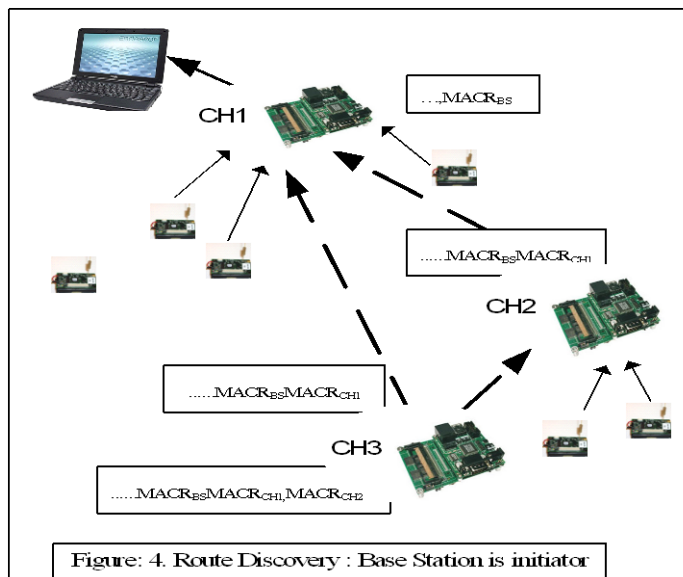 CH1
...,MACRBS
......MACRBSMACRCH1
CH2
......MACRBSMACRCH1
CH3
......MACRBSMACRCH1,MACRCH2
Figure: 4. Route Discovery : Base Station is initiator